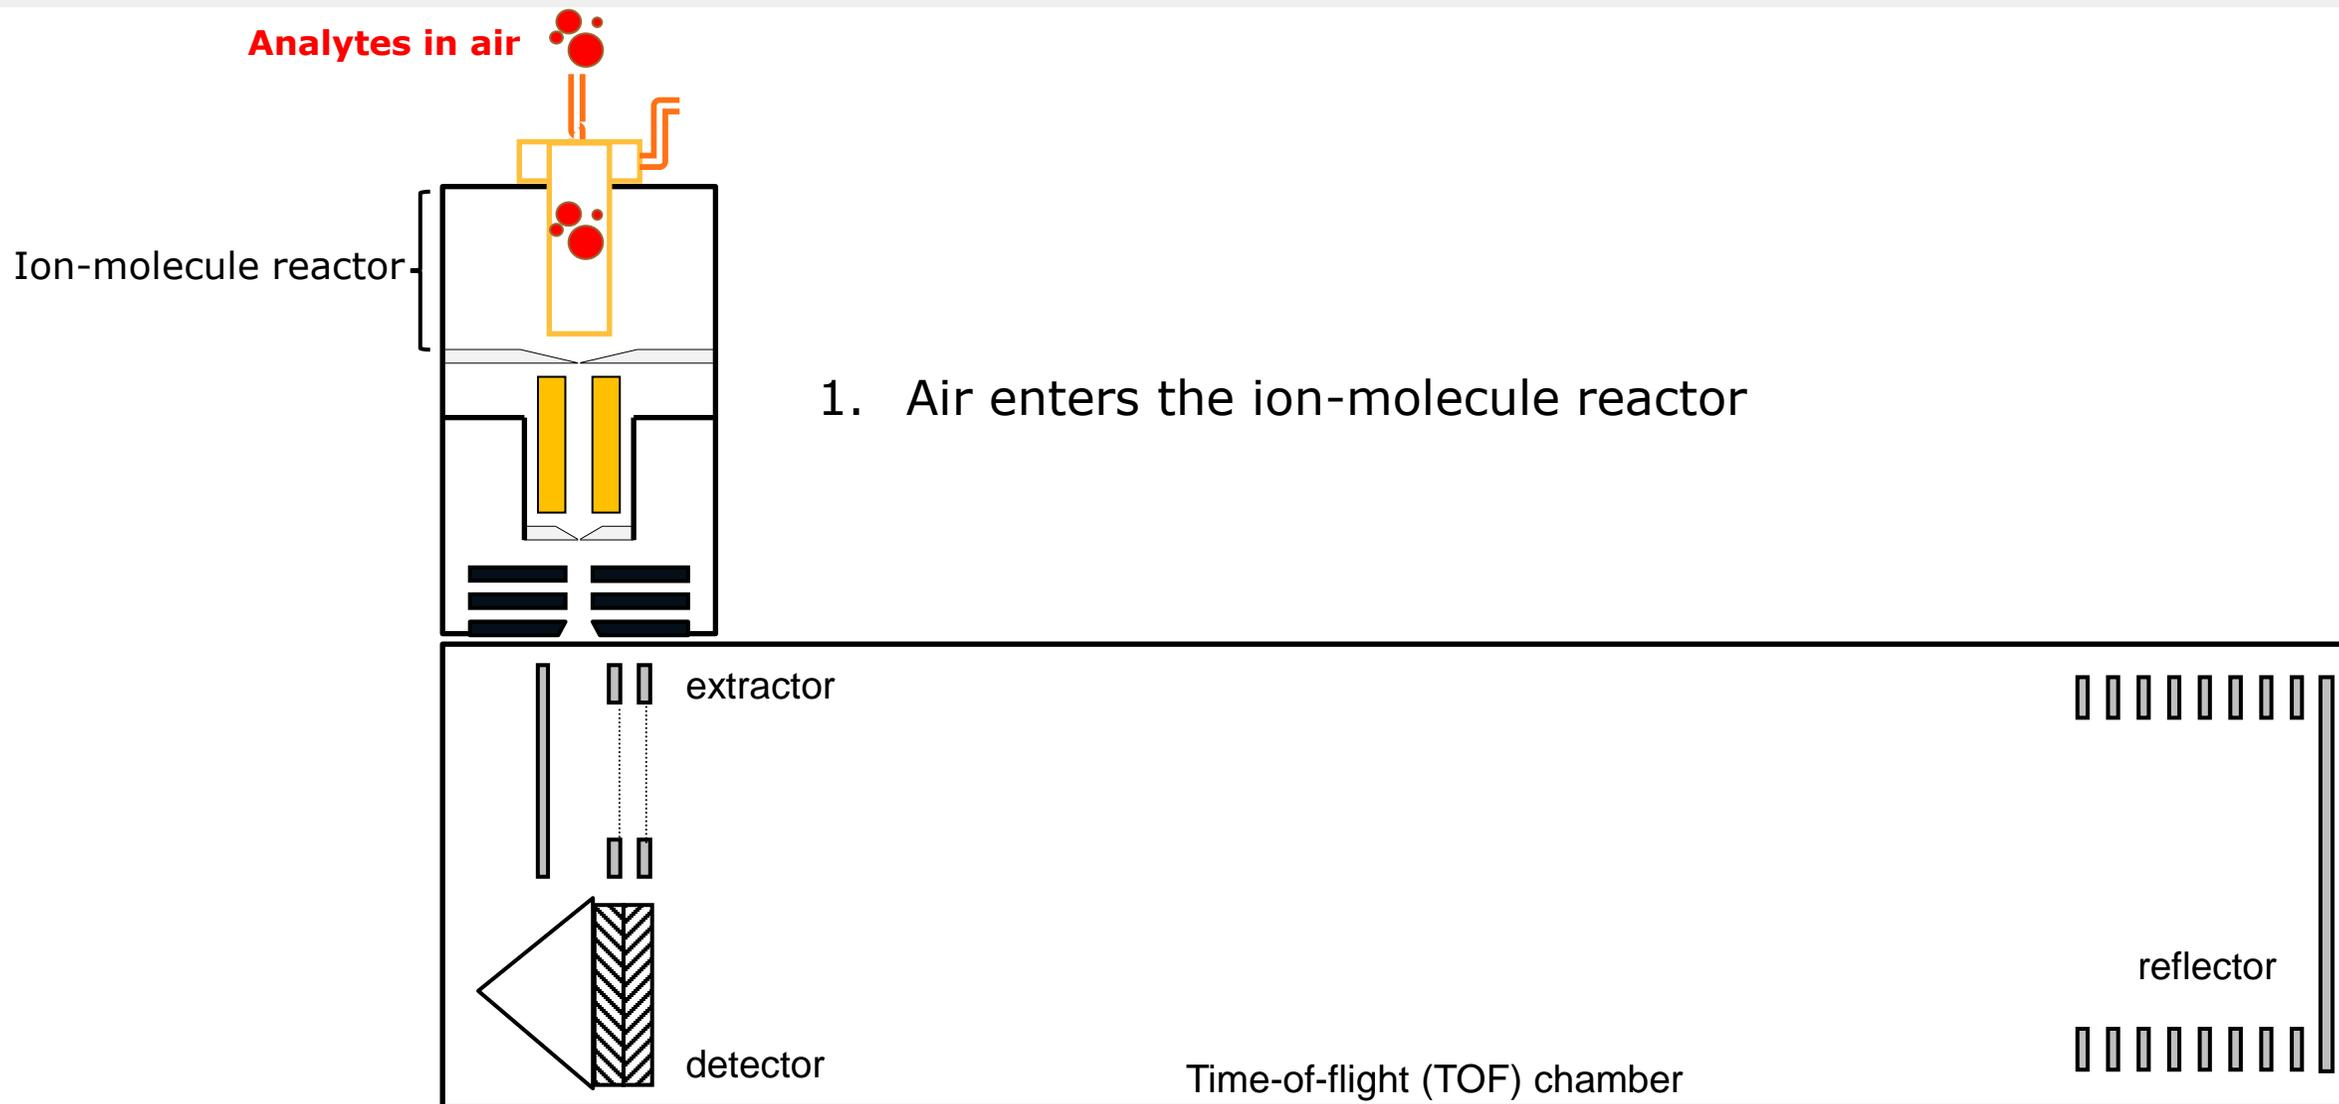 Analytes in air
Ion-molecule reactor
1. Air enters the ion-molecule reactor
extractor
reflector
detector
Time-of-flight (TOF) chamber